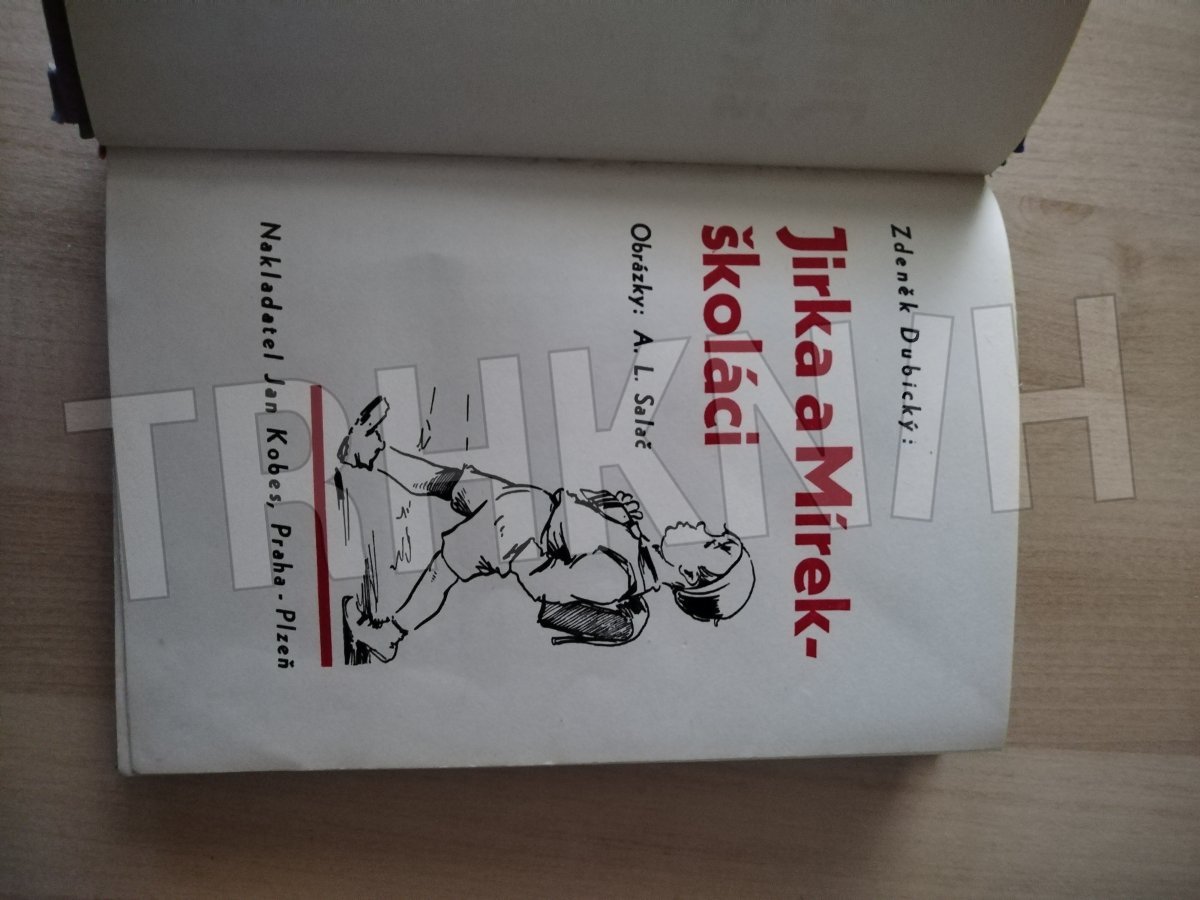 Zdeněk Dubický:
Jirka a Mírek-
školáci
Obrázky: A. L. Salač
Nakladatel Jan Kobes, Praha - Plzeň
TRHKNIH